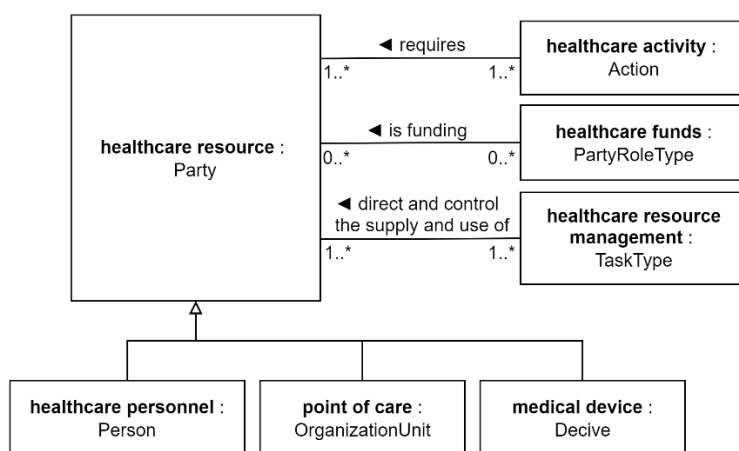 ◄ requires
1..* 1..*
healthcare activity :
Action
◄ is funding
0..* 0..*
healthcare funds :
PartyRoleType
healthcare resource :
Party
◄ direct and control
the supply and use of
1..* 1..*
healthcare resource
management :
TaskType
healthcare personnel :
Person
point of care :
OrganizationUnit
medical device :
Decive